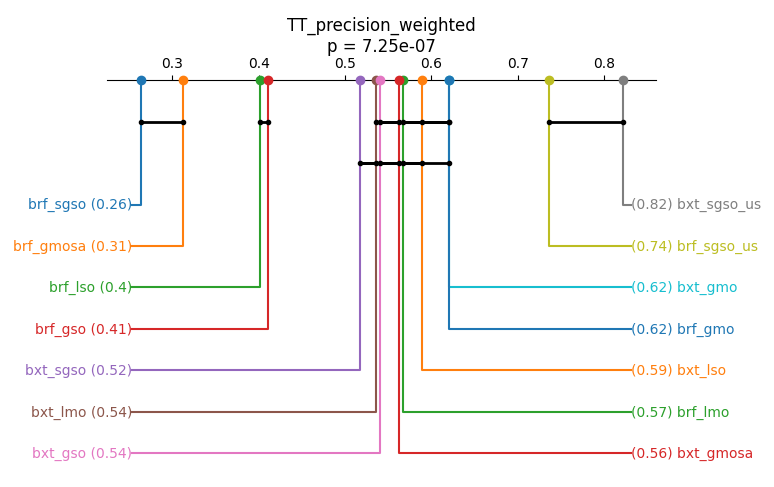 TT_precision_weighted
p = 7.25e-07
0.3 0.4 0.5 0.6 0.7 0.8
brf_sgso (0.26) (0.82) bxt_sgso_us
brf_gmosa (0.31) (0.74) brf_sgso_us
brf_lso (0.4) (0.62) bxt_gmo
brf_gso (0.41) (0.62) brf_gmo
bxt_sgso (0.52) (0.59) bxt_lso
bxt_lmo (0.54) (0.57) brf_lmo
bxt_gso (0.54) (0.56) bxt_gmosa